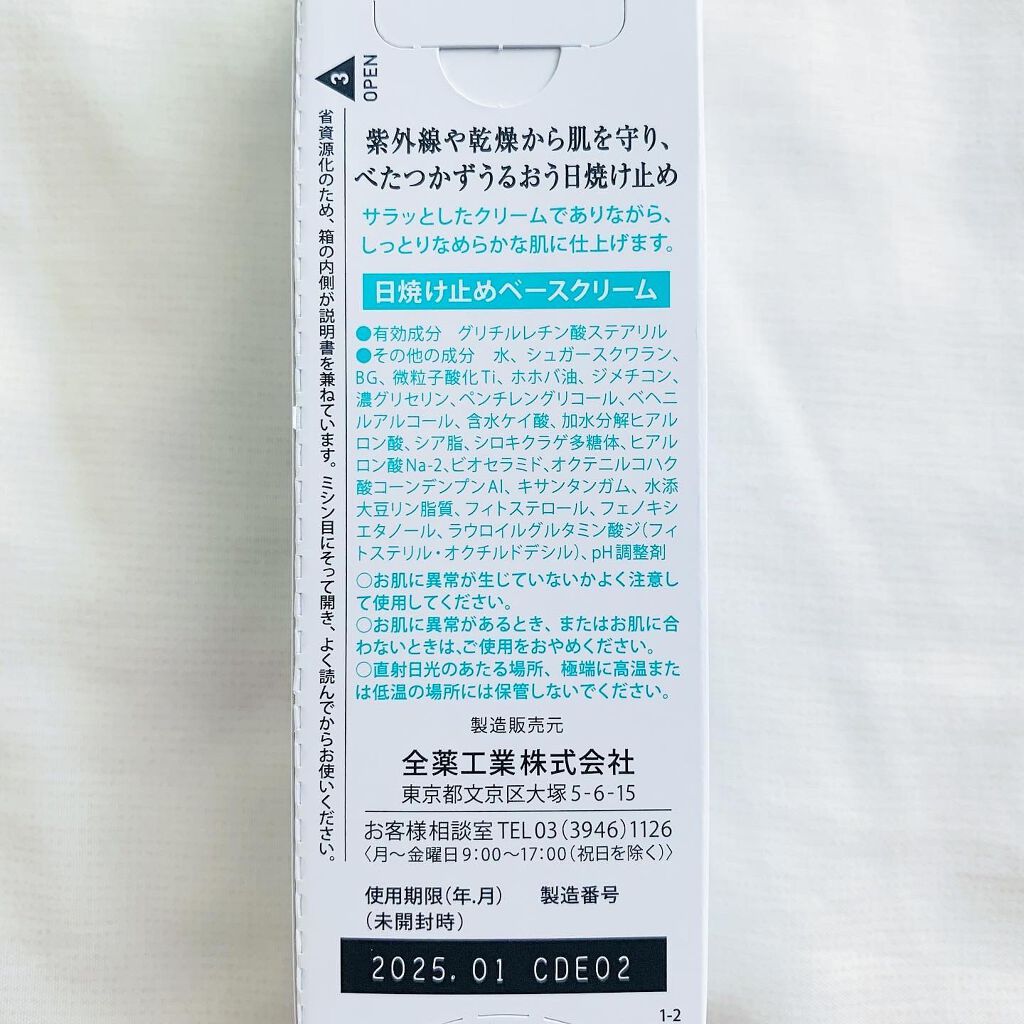 3
OPEN
省資源化のため、箱の内側が説明書を兼ねています。ミシン目にそって開き、よく読んでからお使いください。
紫外線や乾燥から肌を守り、
べたつかずうるおう日焼け止め
サラッとしたクリームでありながら、
しっとりなめらかな肌に仕上げます。
日焼け止めベースクリーム
●有効成分　グリチルレチン酸ステアリル
●その他の成分　水、シュガースクワラン、
BG、微粒子酸化Ti、ホホバ油、ジメチコン、
濃グリセリン、ペンチレングリコール、ベヘニ
ルアルコール、含水ケイ酸、加水分解ヒアル
ロン酸、シア脂、シロキクラゲ多糖体、ヒアル
ロン酸Na-2、ビオセラミド、オクテニルコハク
酸コーンデンプンAl、キサンタンガム、水添
大豆リン脂質、フィトステロール、フェノキシ
エタノール、ラウロイルグルタミン酸ジ(フィ
トステリル・オクチルドデシル)、pH調整剤
○お肌に異常が生じていないかよく注意し
て使用してください。
○お肌に異常があるとき、またはお肌に合
わないときは、ご使用をおやめください。
○直射日光のあたる場所、極端に高温また
は低温の場所には保管しないでください。
製造販売元
全薬工業株式会社
東京都文京区大塚5-6-15
お客様相談室 TEL03(3946)1126
〈月〜金曜日9:00〜17:00(祝日を除く)〉
使用期限(年.月)　製造番号
(未開封時)
2025.01 CDE02
1-2